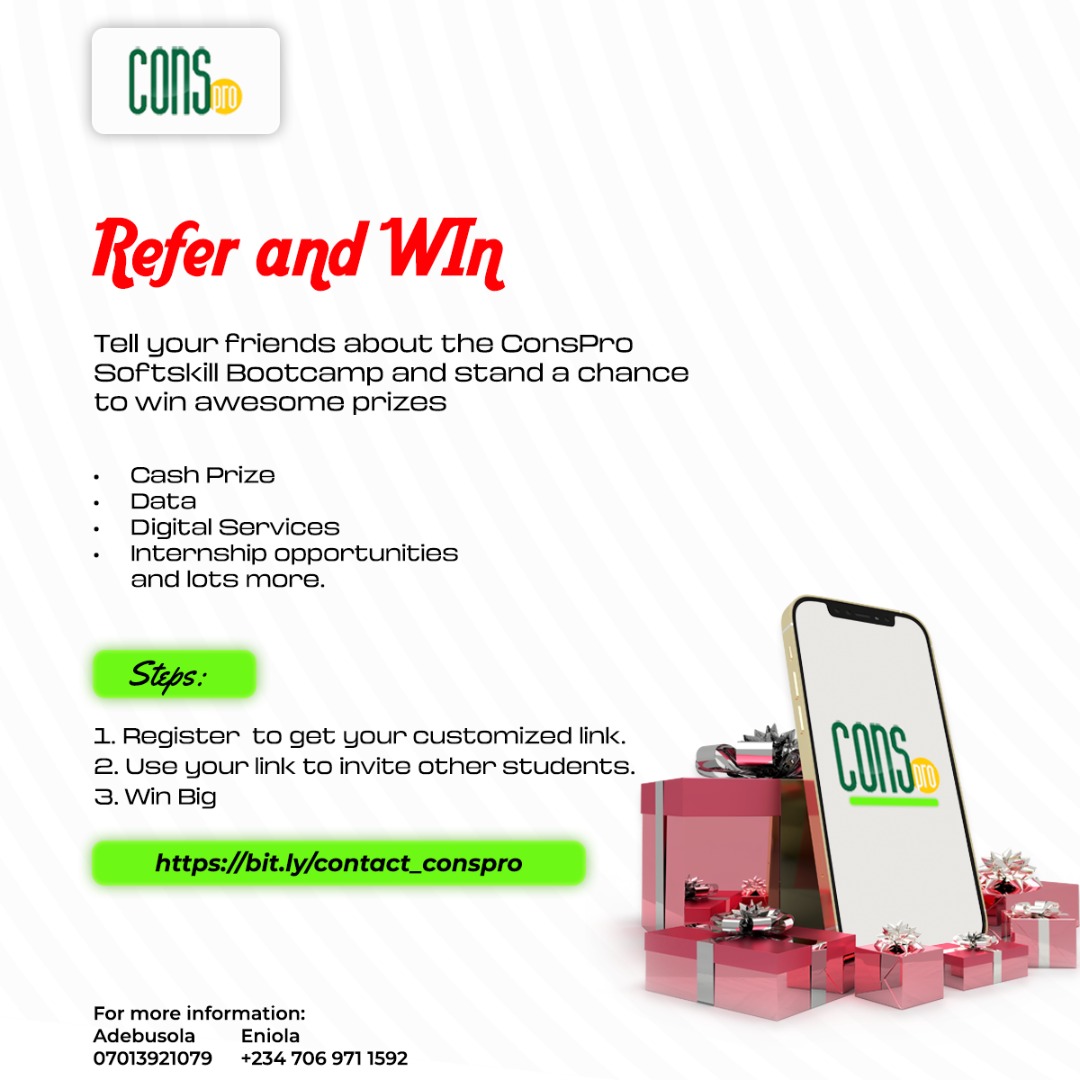 CONS pro
Refer and WIn
Tell your friends about the ConsPro
Softskill Bootcamp and stand a chance
to win awesome prizes
• Cash Prize
• Data
• Digital Services
• Internship opportunities
and lots more.
Steps:
1. Register  to get your customized link.
2. Use your link to invite other students.
3. Win Big
CONS pro
https://bit.ly/contact_conspro
For more information:
Adebusola Eniola
07013921079 +234 706 971 1592